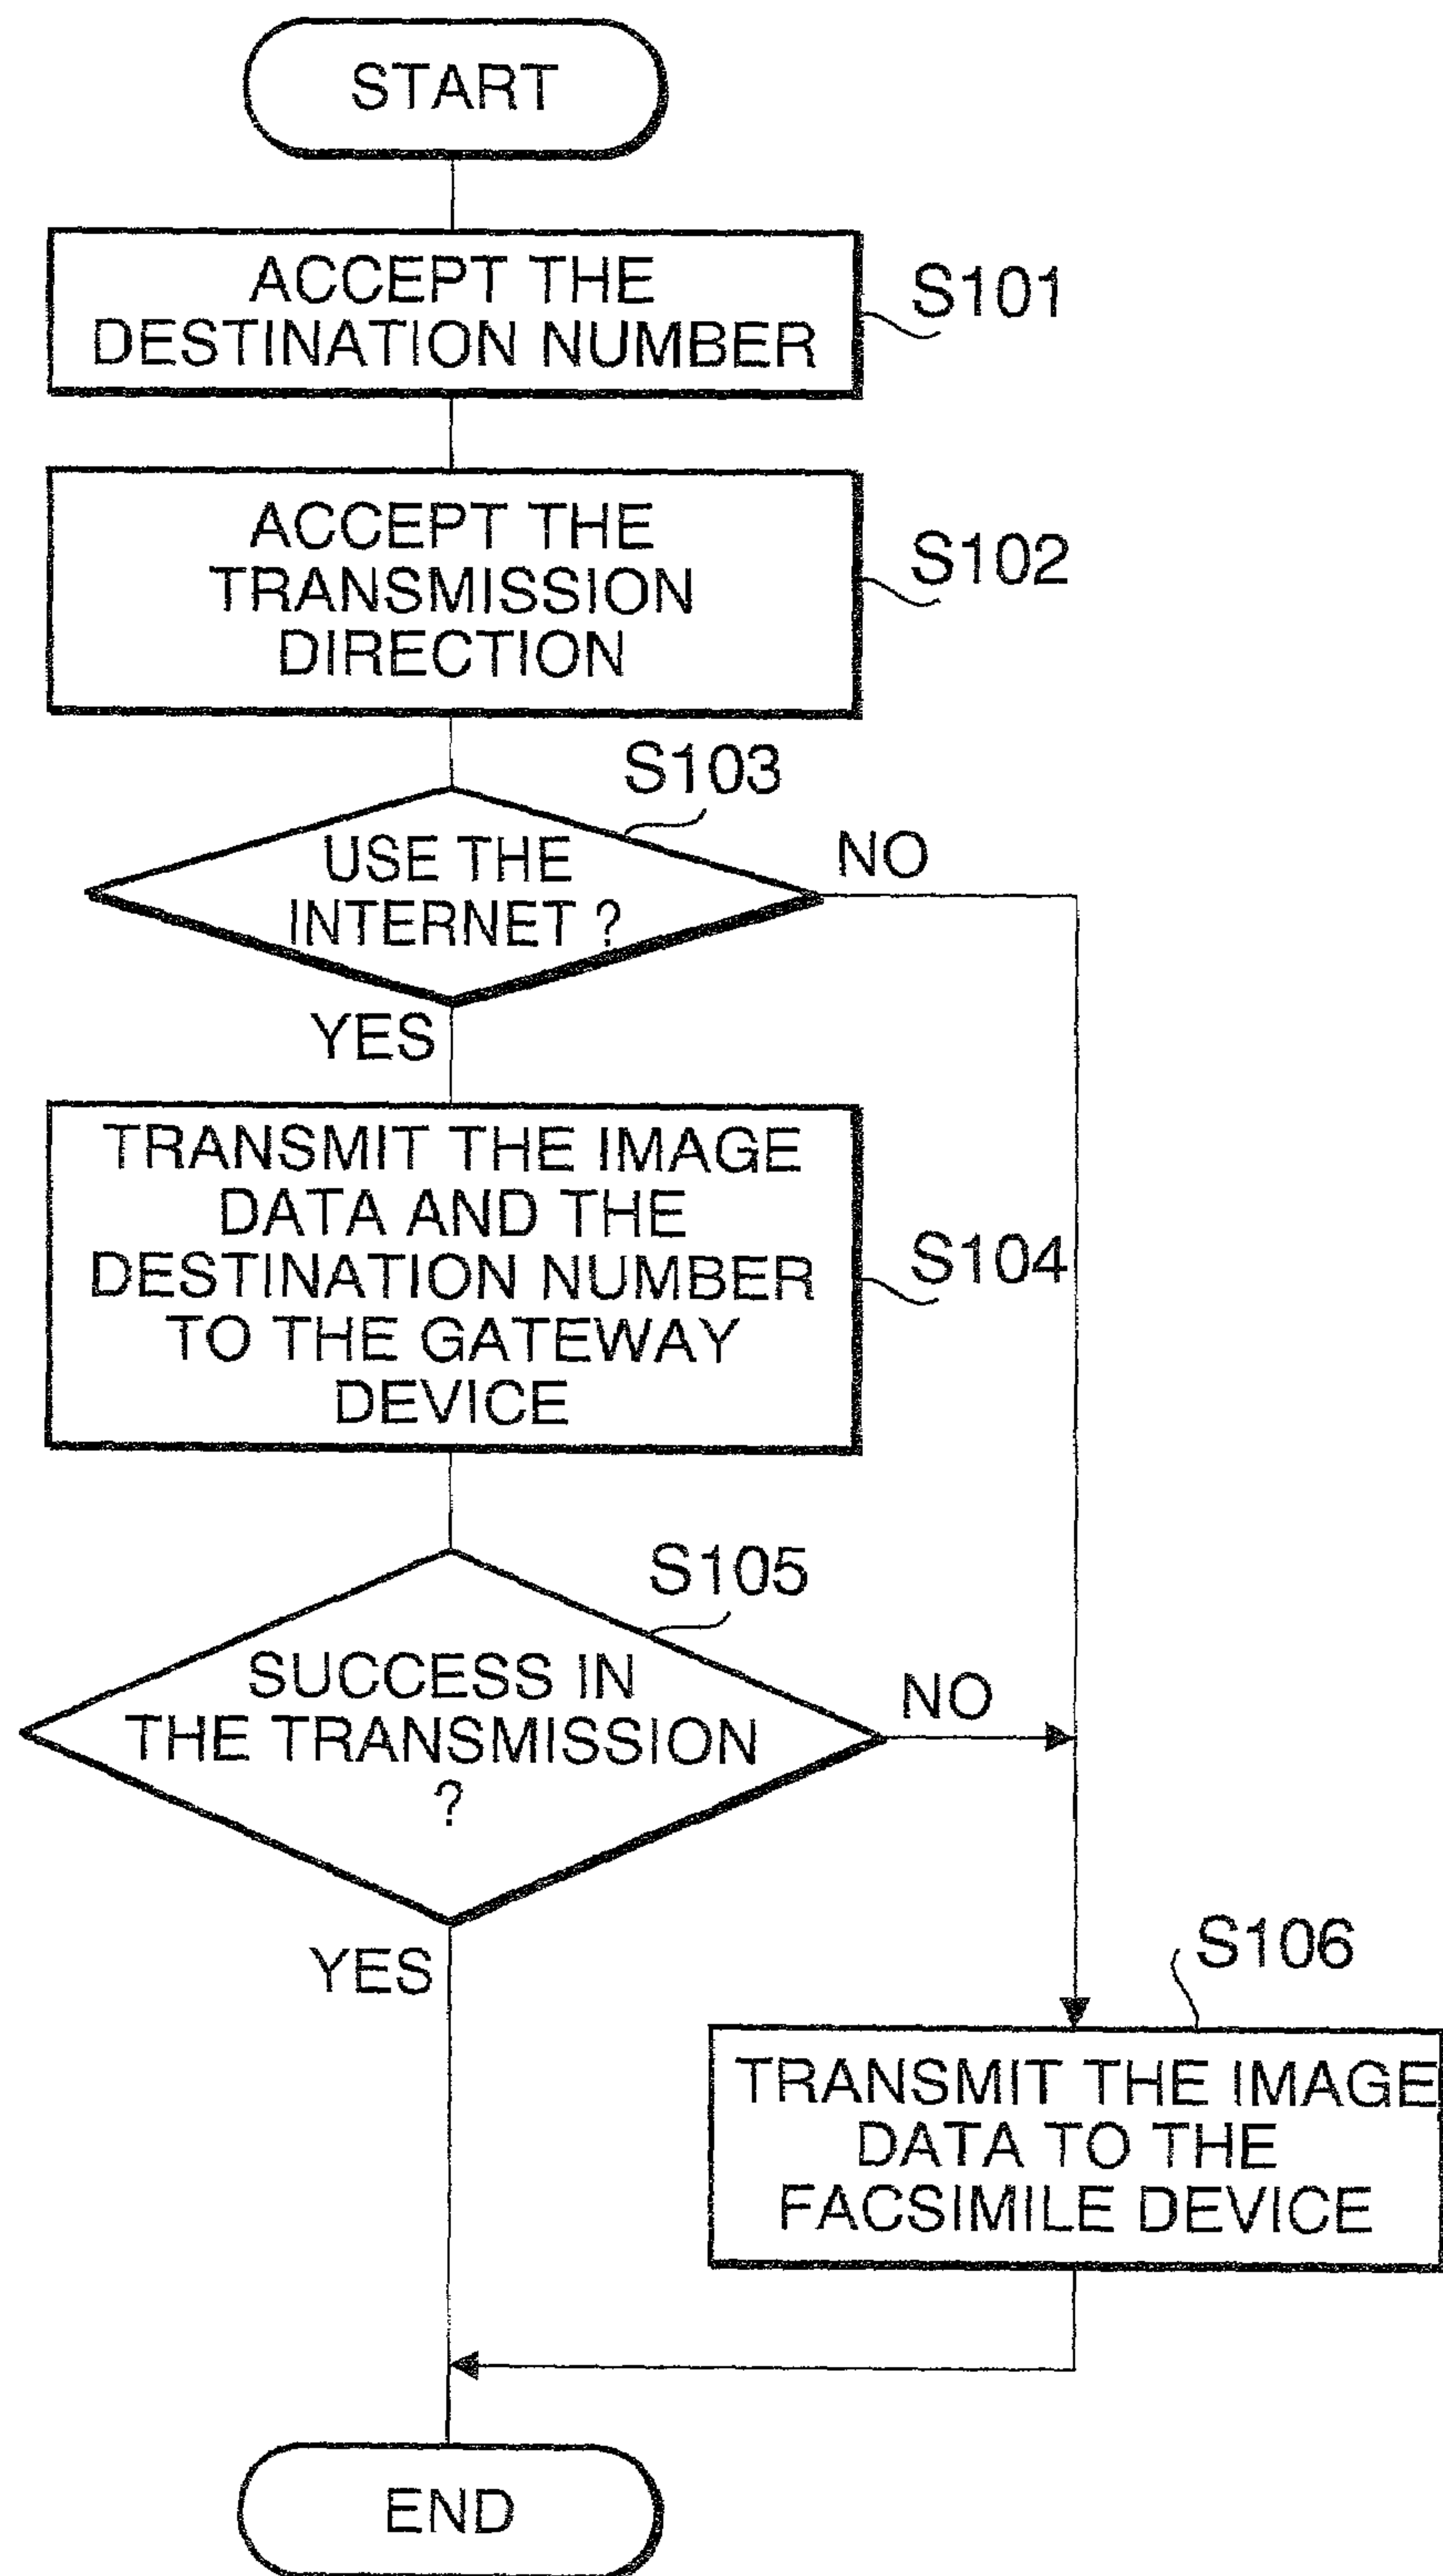 START
ACCEPT THE
DESTINATION NUMBER
S101
ACCEPT THE
TRANSMISSION
DIRECTION
S102
S103
USE THE
INTERNET ?
NO
YES
TRANSMIT THE IMAGE
DATA AND THE
DESTINATION NUMBER
TO THE GATEWAY
DEVICE
S104
S105
SUCCESS IN
THE TRANSMISSION
?
NO
YES
S106
TRANSMIT THE IMAGE
DATA TO THE
FACSIMILE DEVICE
END